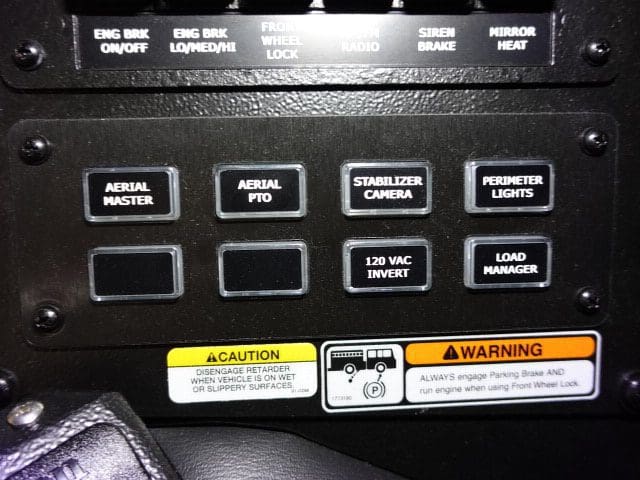 ENG BRK
ON/OFF
ENG BRK
LO/MED/HI
FRONT
WHEEL
LOCK
RADIO
SIREN
BRAKE
MIRROR
HEAT
AERIAL
MASTER
AERIAL
PTO
STABILIZER
CAMERA
PERIMETER
LIGHTS
120 VAC
INVERT
LOAD
MANAGER
CAUTION
DISENGAGE RETARDER
WHEN VEHICLE IS ON WET
OR SLIPPERY SURFACES.
P
WARNING
ALWAYS engage Parking Brake AND
run engine when using Front Wheel Lock.